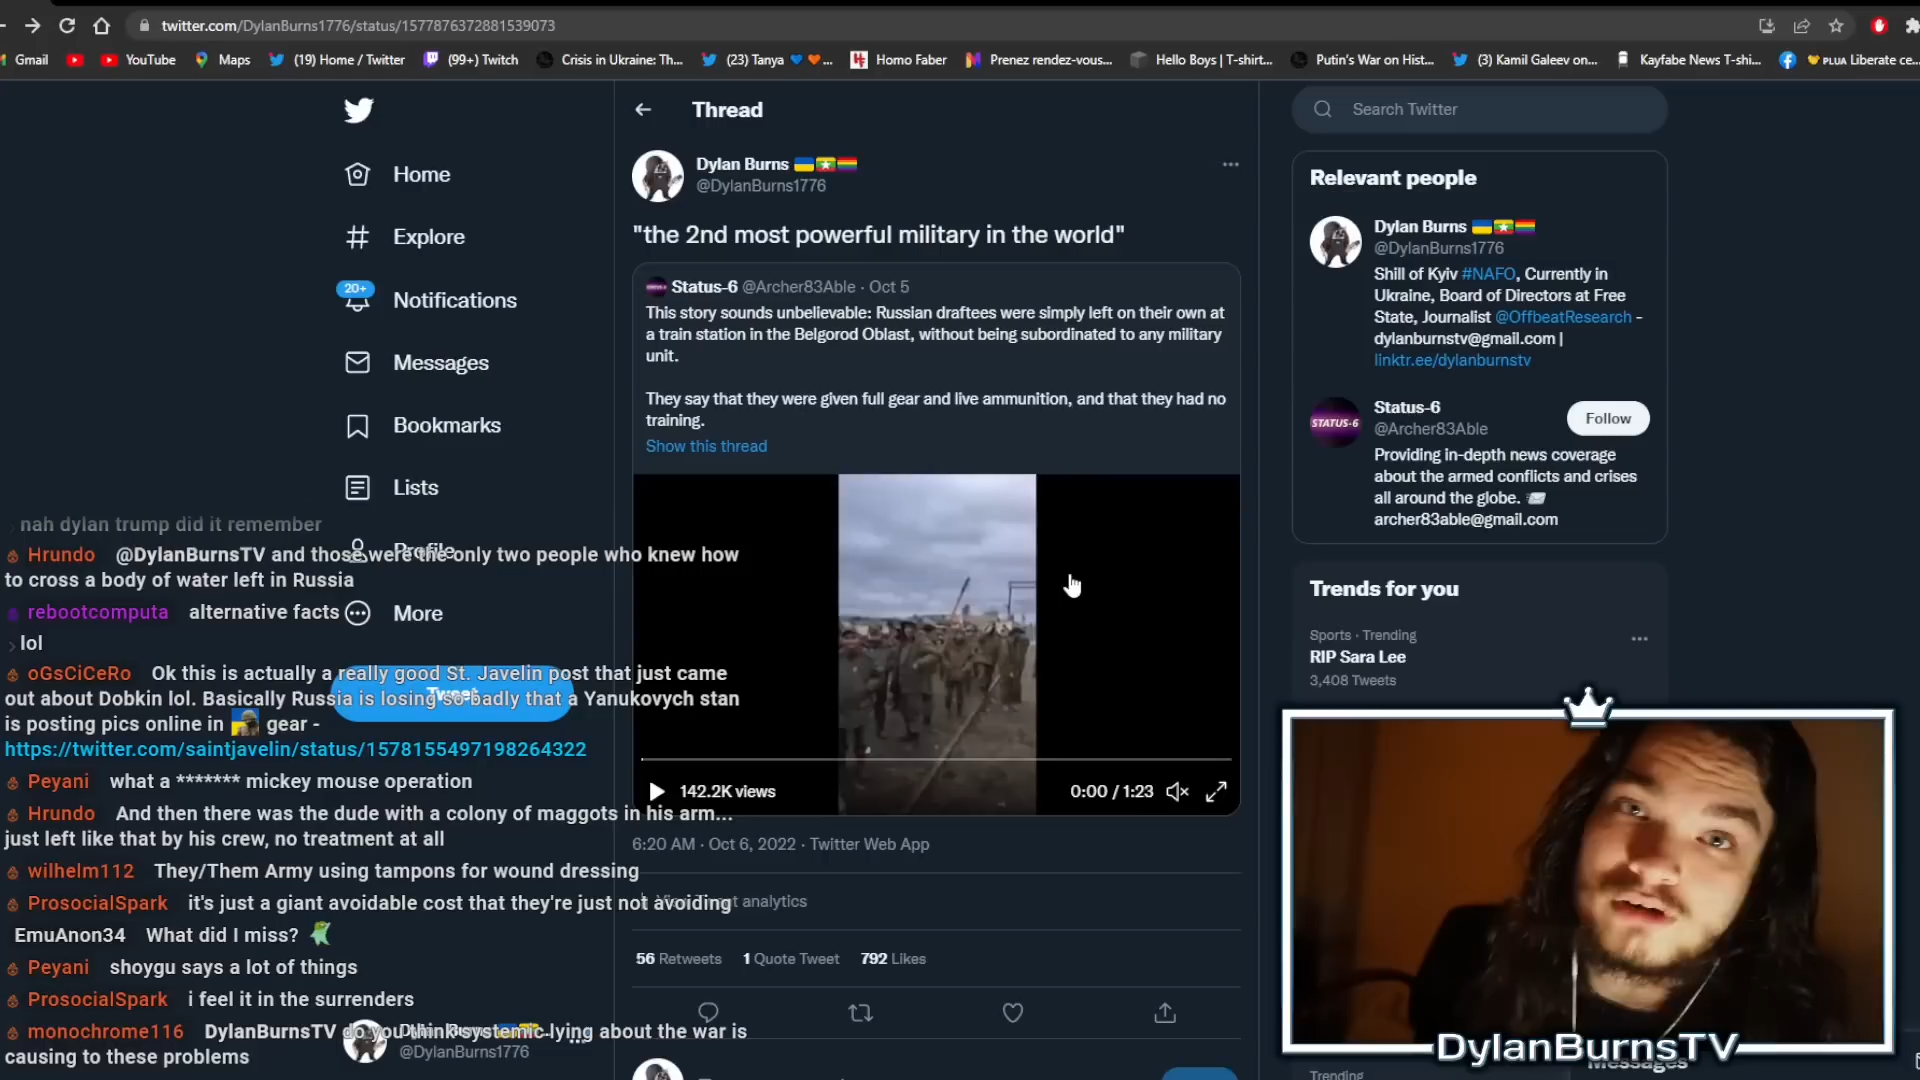 twitter.com/DylanBurns1776/status/1577876372881539073
Gmail
YouTube
Maps
(19) Home / Twitter
(99+) Twitch
Crisis in Ukraine: Th...
(23) Tanya 💙🧡...
Homo Faber
Prenez rendez-vous...
Hello Boys | T-shirt...
Putin's War on Hist...
(3) Kamil Galeev on...
Kayfabe News T-shi...
PLUA Liberate ce...
Home
Explore
20+
Notifications
Messages
Bookmarks
Lists
Profile
More
Tweet
Thread
Dylan Burns
@DylanBurns1776
"the 2nd most powerful military in the world"
Status-6 @Archer83Able · Oct 5
This story sounds unbelievable: Russian draftees were simply left on their own at
a train station in the Belgorod Oblast, without being subordinated to any military
unit.
They say that they were given full gear and live ammunition, and that they had no
training.
Show this thread
142.2K views
0:00 / 1:23
6:20 AM · Oct 6, 2022 · Twitter Web App
analytics
56 Retweets 1 Quote Tweet 792 Likes
Search Twitter
Relevant people
Dylan Burns
@DylanBurns1776
Shill of Kyiv #NAFO, Currently in
Ukraine, Board of Directors at Free
State, Journalist @OffbeatResearch -
dylanburnstv@gmail.com |
linktr.ee/dylanburnstv
STATUS-6
Status-6
@Archer83Able
Follow
Providing in-depth news coverage
about the armed conflicts and crises
all around the globe.
archer83able@gmail.com
Trends for you
Sports · Trending
RIP Sara Lee
3,408 Tweets
nah dylan trump did it remember
Hrundo @DylanBurnsTV and those were the only two people who knew how
to cross a body of water left in Russia
rebootcomputa alternative facts
lol
oGsCiCeRo Ok this is actually a really good St. Javelin post that just came
out about Dobkin lol. Basically Russia is losing so badly that a Yanukovych stan
is posting pics online in gear -
https://twitter.com/saintjavelin/status/1578155497198264322
Peyani what a ******* mickey mouse operation
Hrundo And then there was the dude with a colony of maggots in his arm...
just left like that by his crew, no treatment at all
wilhelm112 They/Them Army using tampons for wound dressing
ProsocialSpark it's just a giant avoidable cost that they're just not avoiding
EmuAnon34 What did I miss?
Peyani shoygu says a lot of things
ProsocialSpark i feel it in the surrenders
monochrome116 DylanBurnsTV do you think systemic lying about the war is
causing to these problems
@DylanBurns1776
DylanBurnsTV
Messages
Trending